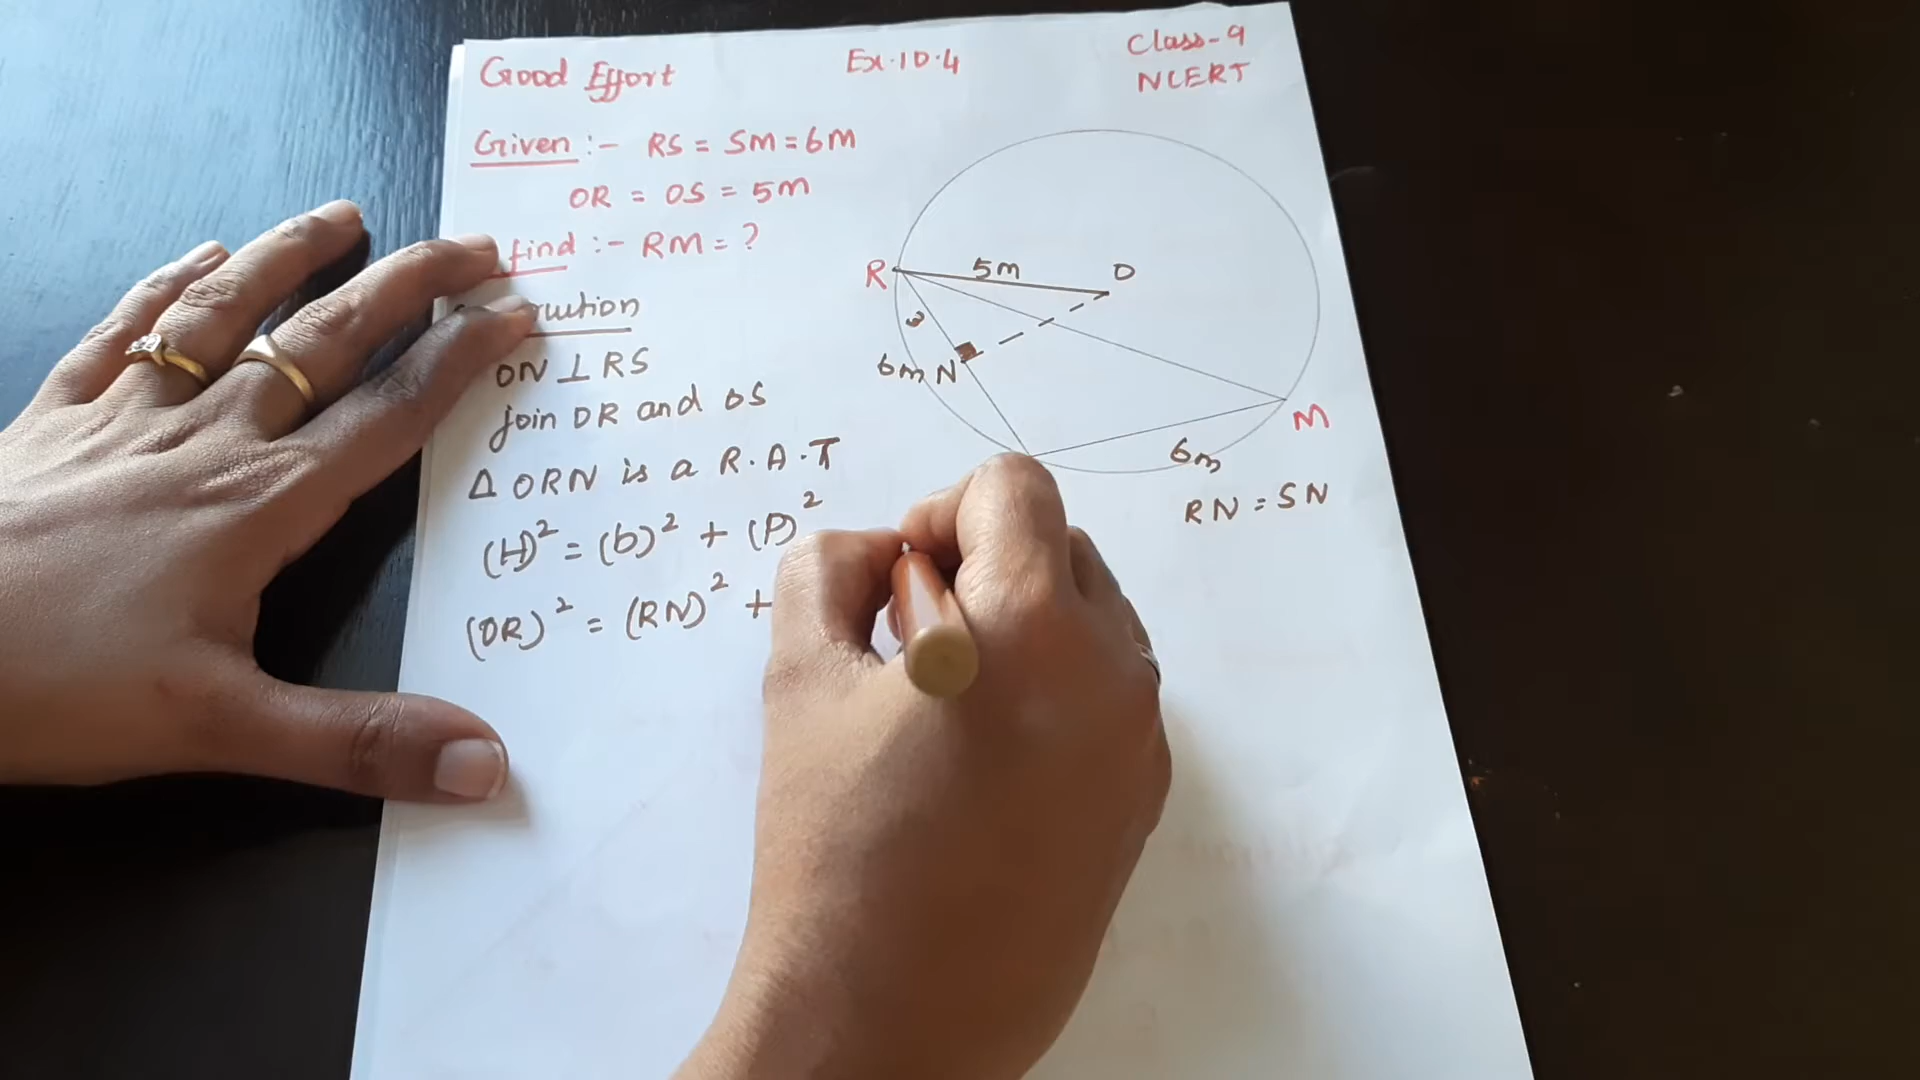 Good Effort
Ex.10.4
Class-9
NCERT
Given :- RS = SM = 6M
OR = OS = 5M
find :- RM = ?
ON ⊥ RS
join OR and OS
Δ ORN is a R.A.T
(H)² = (b)² + (P)²
(OR)² = (RN)² +
R
5m
O
3
6m N
M
6m
RN = SN